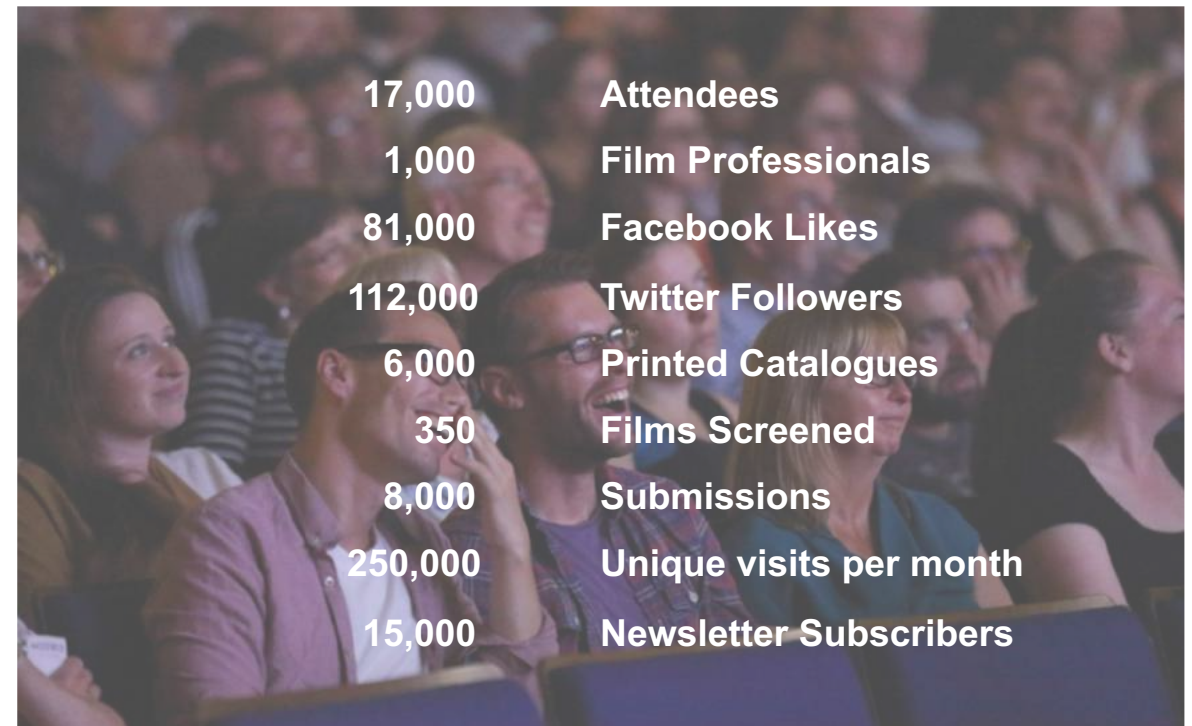 17,000 Attendees
1,000 Film Professionals
81,000 Facebook Likes
112,000 Twitter Followers
6,000 Printed Catalogues
350 Films Screened
8,000 Submissions
250,000 Unique visits per month
15,000 Newsletter Subscribers